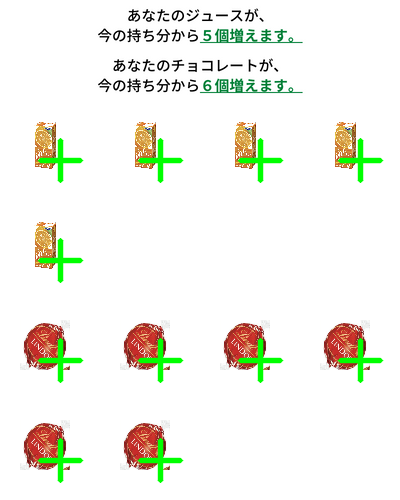 あなたのジュースが、
今の持ち分から５個増えます。
あなたのチョコレートが、
今の持ち分から６個増えます。